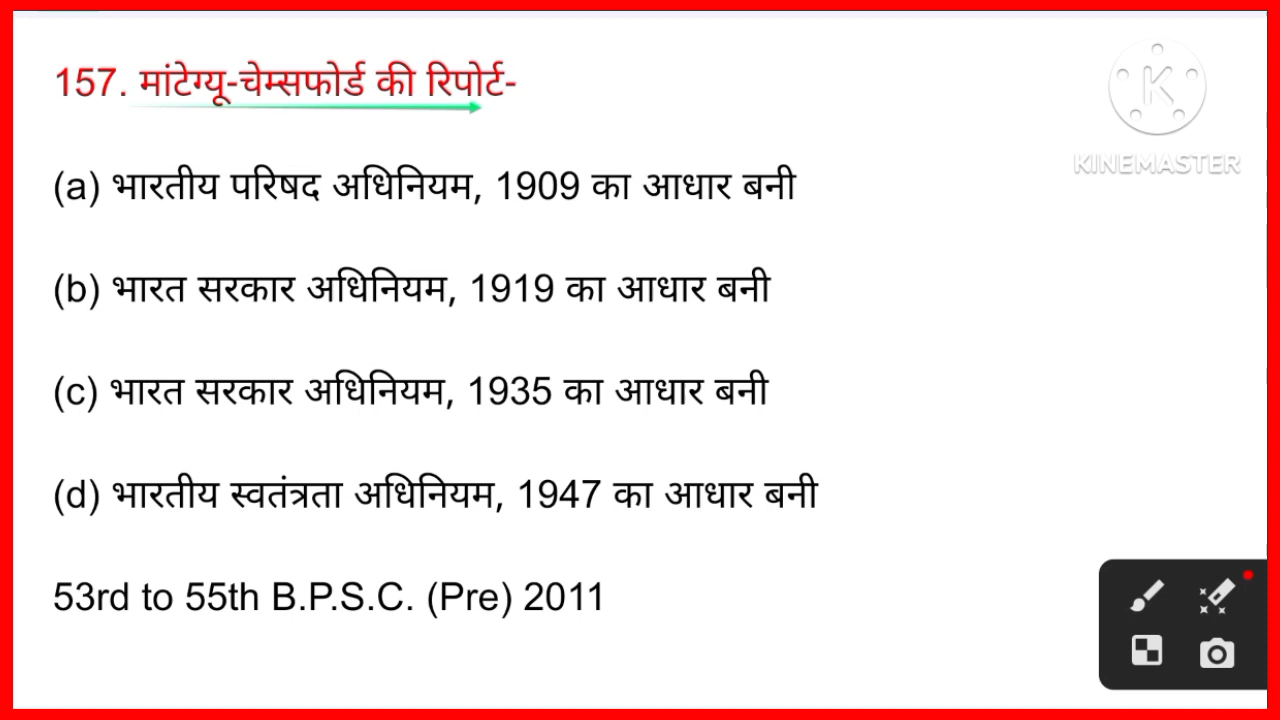 157. मांटेग्यू-चेम्सफोर्ड की रिपोर्ट-
KINEMASTER
(a) भारतीय परिषद अधिनियम, 1909 का आधार बनी
(b) भारत सरकार अधिनियम, 1919 का आधार बनी
(c) भारत सरकार अधिनियम, 1935 का आधार बनी
(d) भारतीय स्वतंत्रता अधिनियम, 1947 का आधार बनी
53rd to 55th B.P.S.C. (Pre) 2011